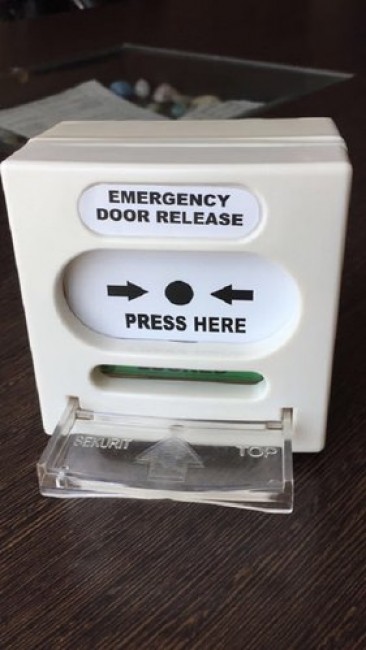 EMERGENCY
DOOR RELEASE
PRESS HERE
SEKURIT TOP